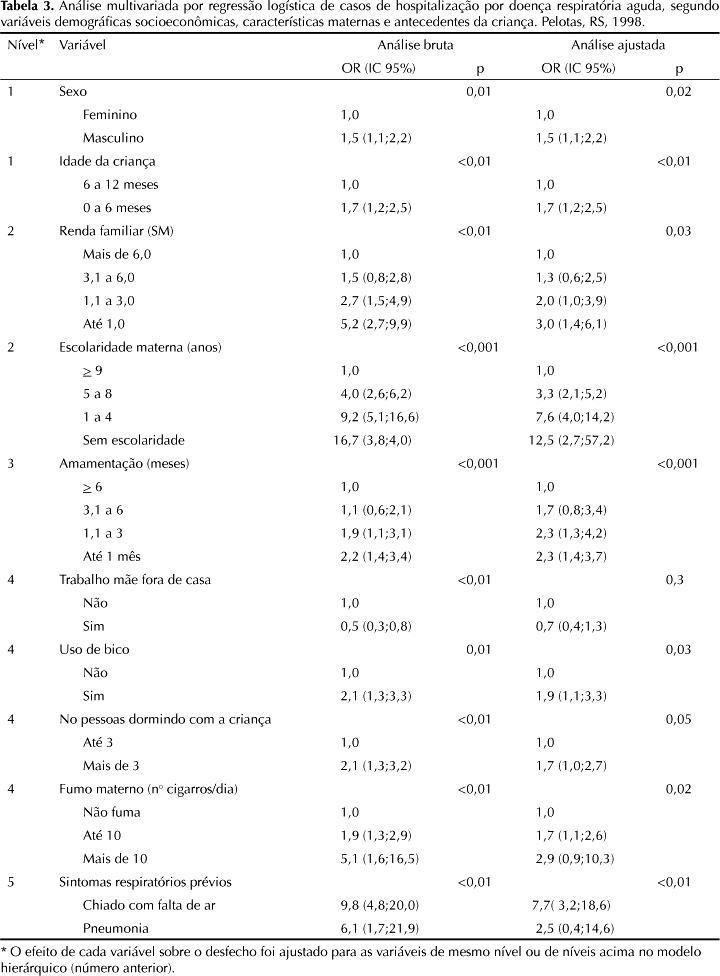 Tabela 3. Análise multivariada por regressão logística de casos de hospitalização por doença respiratória aguda, segundo
variáveis demográficas socioeconômicas, características maternas e antecedentes da criança. Pelotas, RS, 1998.
Nível* Variável Análise bruta Análise ajustada
OR (IC 95%) p OR (IC 95%) p
1 Sexo 0,01 0,02
Feminino 1,0 1,0
Masculino 1,5 (1,1;2,2) 1,5 (1,1;2,2)
1 Idade da criança <0,01 <0,01
6 a 12 meses 1,0 1,0
0 a 6 meses 1,7 (1,2;2,5) 1,7 (1,2;2,5)
2 Renda familiar (SM) <0,01 0,03
Mais de 6,0 1,0 1,0
3,1 a 6,0 1,5 (0,8;2,8) 1,3 (0,6;2,5)
1,1 a 3,0 2,7 (1,5;4,9) 2,0 (1,0;3,9)
Até 1,0 5,2 (2,7;9,9) 3,0 (1,4;6,1)
2 Escolaridade materna (anos) <0,001 <0,001
≥ 9 1,0 1,0
5 a 8 4,0 (2,6;6,2) 3,3 (2,1;5,2)
1 a 4 9,2 (5,1;16,6) 7,6 (4,0;14,2)
Sem escolaridade 16,7 (3,8;4,0) 12,5 (2,7;57,2)
3 Amamentação (meses) <0,001 <0,001
≥ 6 1,0 1,0
3,1 a 6 1,1 (0,6;2,1) 1,7 (0,8;3,4)
1,1 a 3 1,9 (1,1;3,1) 2,3 (1,3;4,2)
Até 1 mês 2,2 (1,4;3,4) 2,3 (1,4;3,7)
4 Trabalho mãe fora de casa <0,01 0,3
Não 1,0 1,0
Sim 0,5 (0,3;0,8) 0,7 (0,4;1,3)
4 Uso de bico 0,01 0,03
Não 1,0 1,0
Sim 2,1 (1,3;3,3) 1,9 (1,1;3,3)
4 No pessoas dormindo com a criança <0,01 0,05
Até 3 1,0 1,0
Mais de 3 2,1 (1,3;3,2) 1,7 (1,0;2,7)
4 Fumo materno (nº cigarros/dia) <0,01 0,02
Não fuma 1,0 1,0
Até 10 1,9 (1,3;2,9) 1,7 (1,1;2,6)
Mais de 10 5,1 (1,6;16,5) 2,9 (0,9;10,3)
5 Sintomas respiratórios prévios <0,01 <0,01
Chiado com falta de ar 9,8 (4,8;20,0) 7,7( 3,2;18,6)
Pneumonia 6,1 (1,7;21,9) 2,5 (0,4;14,6)
* O efeito de cada variável sobre o desfecho foi ajustado para as variáveis de mesmo nível ou de níveis acima no modelo
hierárquico (número anterior).